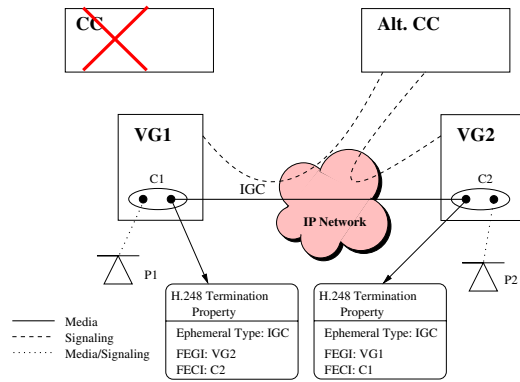 CC
Alt. CC
VG1
VG2
C1
C2
IGC
IP Network
P1
P2
H.248 Termination
Property
Ephemeral Type: IGC
FEGI: VG2
FECI: C2
H.248 Termination
Property
Ephemeral Type: IGC
FEGI: VG1
FECI: C1
Media
Signaling
Media/Signaling